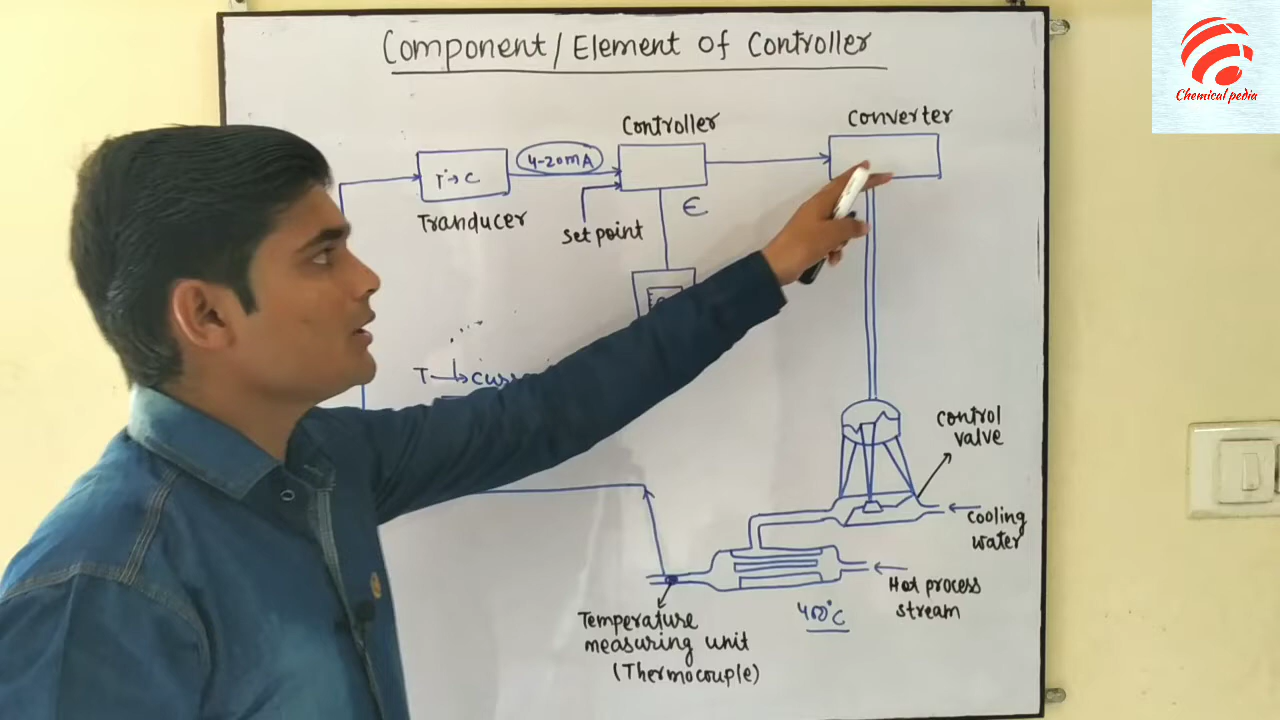 Component/Element of Controller
Chemical pedia
Controller
Converter
4-20mA
T°→C
Tranducer
set point
ϵ
T→
control
valve
cooling
water
Hot process
stream
400°C
Temperature
measuring unit
(Thermocouple)